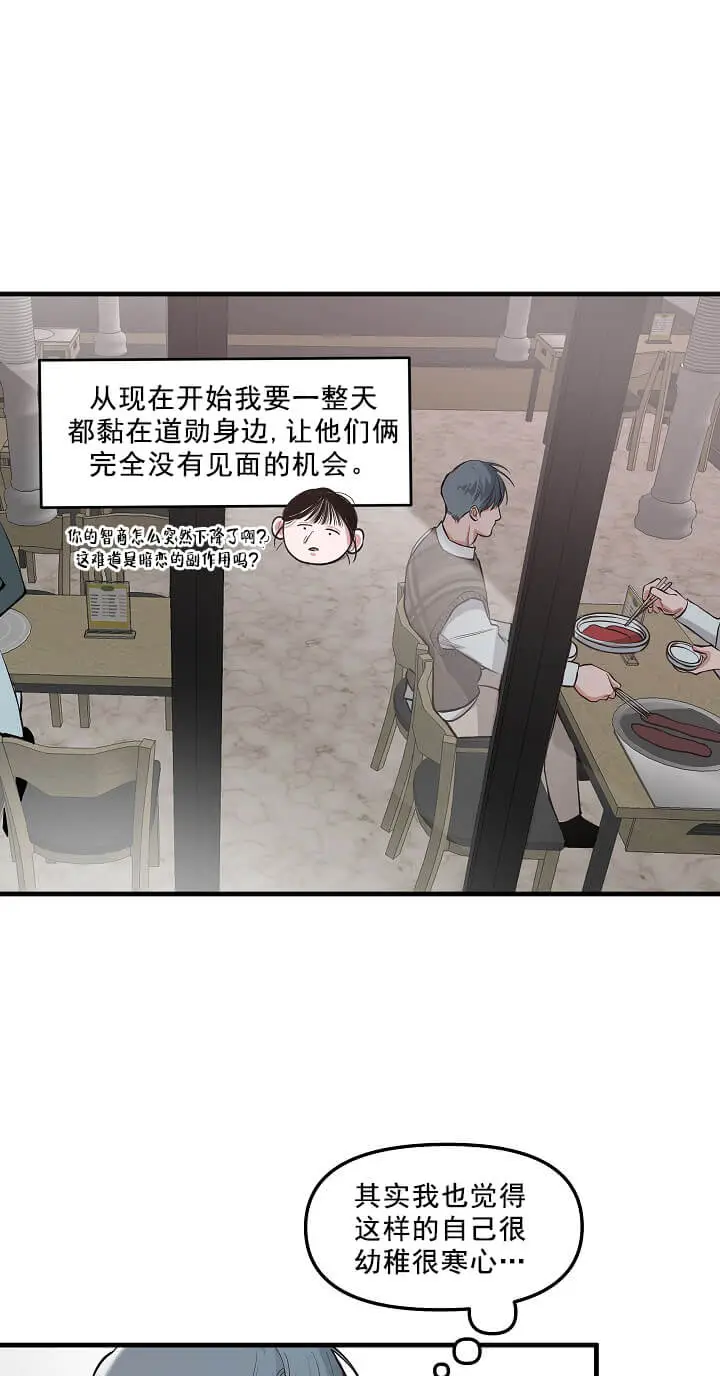 从现在开始我要一整天
都黏在道勋身边,让他们俩
完全没有见面的机会。
你的智商怎么突然下降了啊?
这难道是暗恋的副作用吗?
其实我也觉得
这样的自己很
幼稚很寒心…